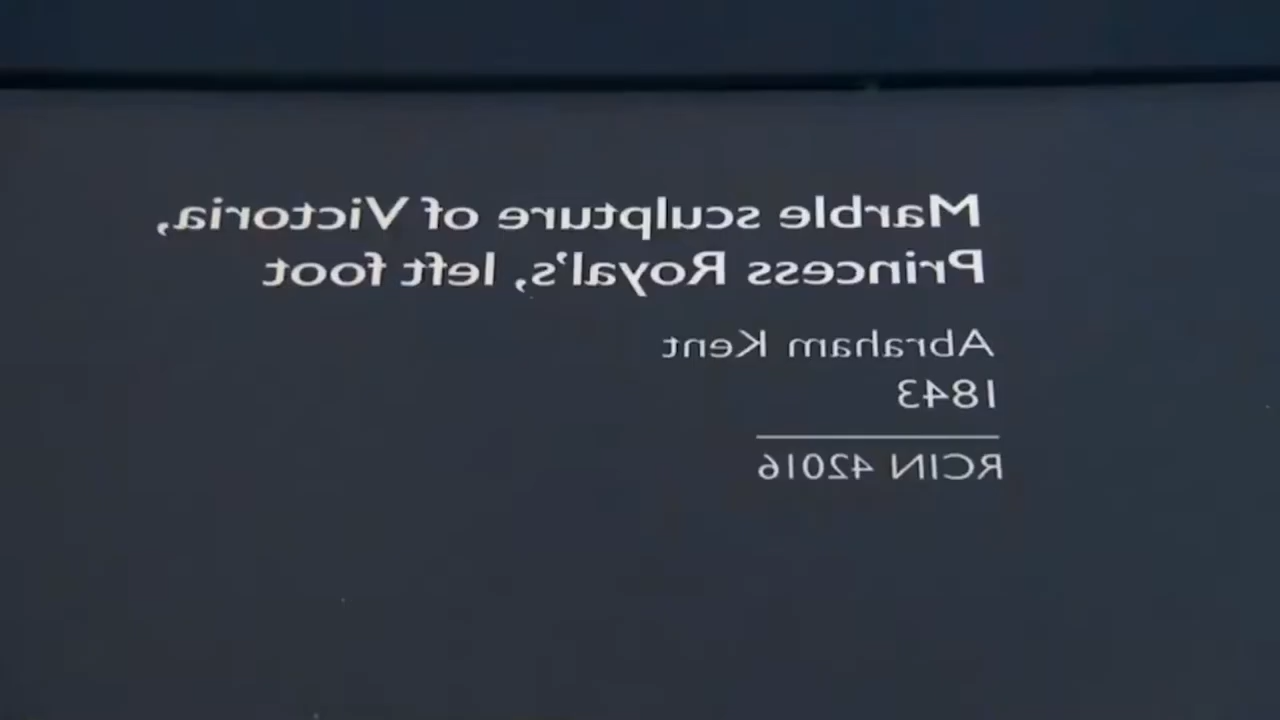 Marble sculpture of Victoria,
Princess Royal's, left foot
Abraham Kent
1843
RCIN 42016